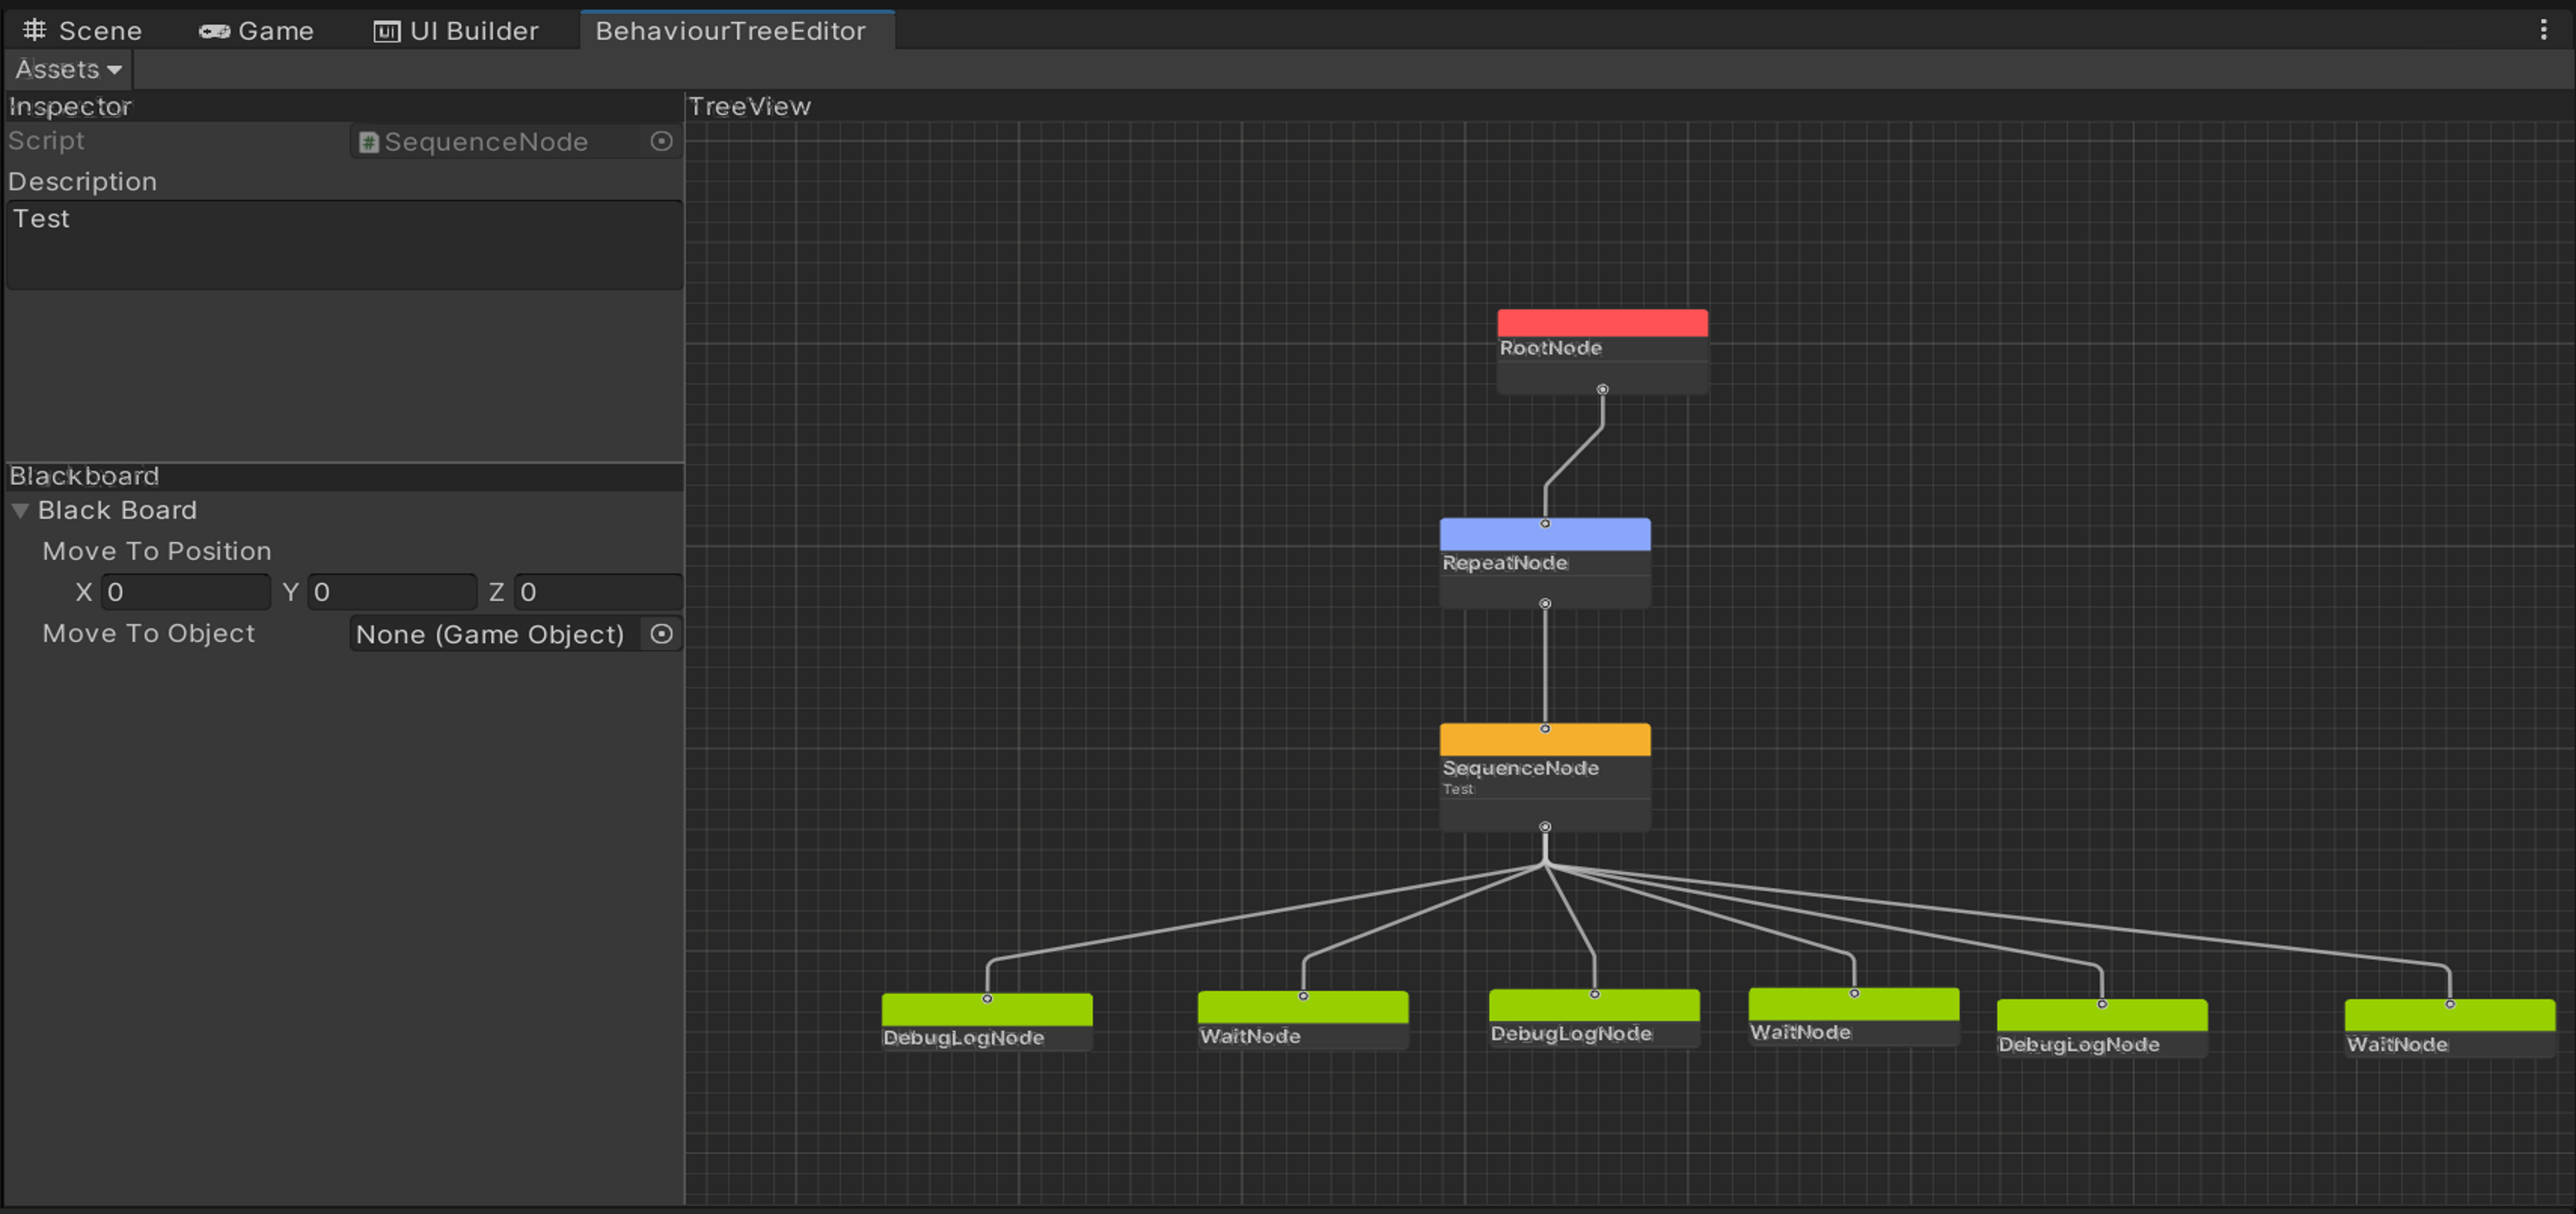 Scene Game UI Builder BehaviourTreeEditor
Assets
Inspector
Script SequenceNode
Description
Test
Blackboard
Black Board
Move To Position
X 0 Y 0 Z 0
Move To Object None (Game Object)
TreeView
RootNode
RepeatNode
SequenceNode
Test
DebugLogNode WaitNode DebugLogNode WaitNode DebugLogNode WaitNode